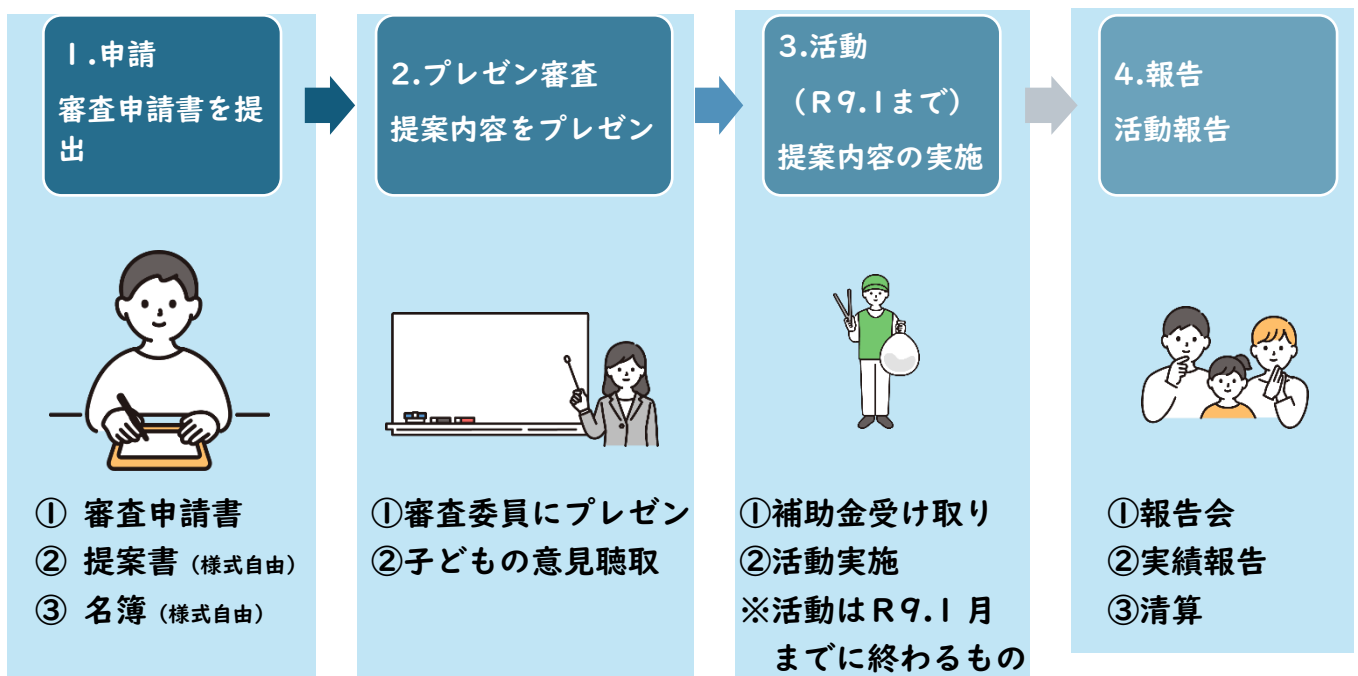 1.申請
審査申請書を提
出
2.プレゼン審査
提案内容をプレゼン
3.活動
（R9.1まで）
提案内容の実施
4.報告
活動報告
① 審査申請書
② 提案書（様式自由）
③ 名簿（様式自由）
①審査委員にプレゼン
②子どもの意見聴取
①補助金受け取り
②活動実施
※活動はR9.1月
までに終わるもの
①報告会
②実績報告
③清算